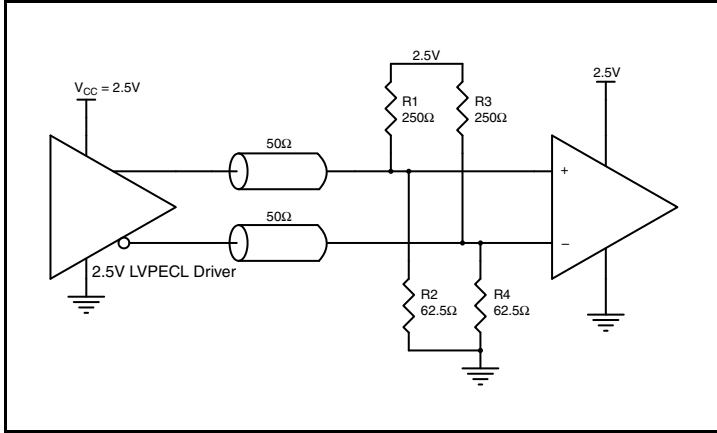 2.5V
V_CC = 2.5V
2.5V
R1
250Ω
R3
250Ω
50Ω
+
50Ω
−
2.5V LVPECL Driver
R2
62.5Ω
R4
62.5Ω